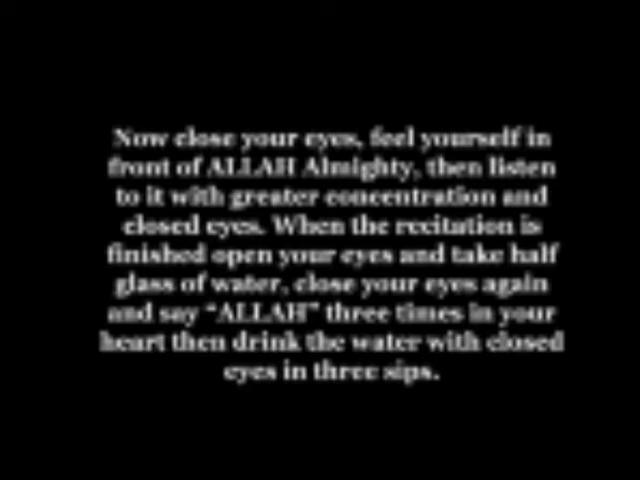 Now close your eyes, feel yourself in
front of ALLAH Almighty, then listen
to it with greater concentration and
closed eyes. When the recitation is
finished open your eyes and take half
glass of water, close your eyes again
and say “ALLAH” three times in your
heart then drink the water with closed
eyes in three sips.